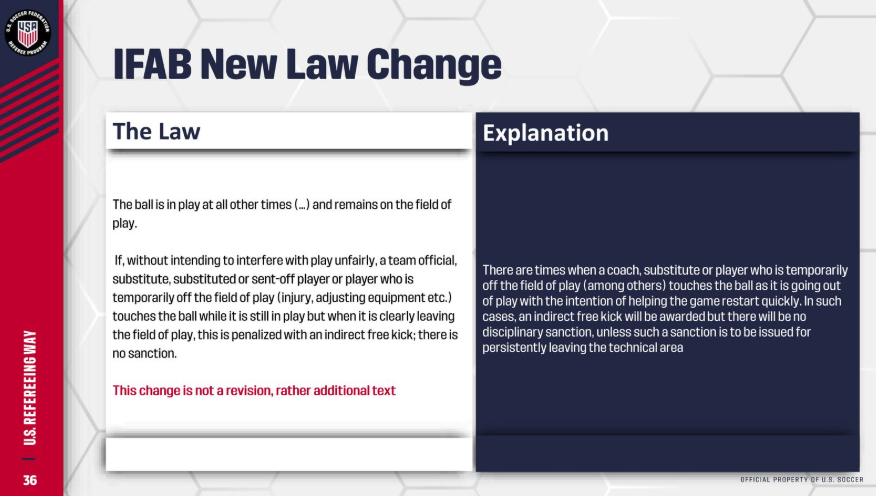 U.S. SOCCER FEDERATION
USA
REFEREE PROGRAM
IFAB New Law Change
The Law
The ball is in play at all other times (...) and remains on the field of
play.
If, without intending to interfere with play unfairly, a team official,
substitute, substituted or sent-off player or player who is
temporarily off the field of play (injury, adjusting equipment etc.)
touches the ball while it is still in play but when it is clearly leaving
the field of play, this is penalized with an indirect free kick; there is
no sanction.
This change is not a revision, rather additional text
Explanation
There are times when a coach, substitute or player who is temporarily
off the field of play (among others) touches the ball as it is going out
of play with the intention of helping the game restart quickly. In such
cases, an indirect free kick will be awarded but there will be no
disciplinary sanction, unless such a sanction is to be issued for
persistently leaving the technical area
U.S. REFEREEING WAY
36
OFFICIAL PROPERTY OF U.S. SOCCER